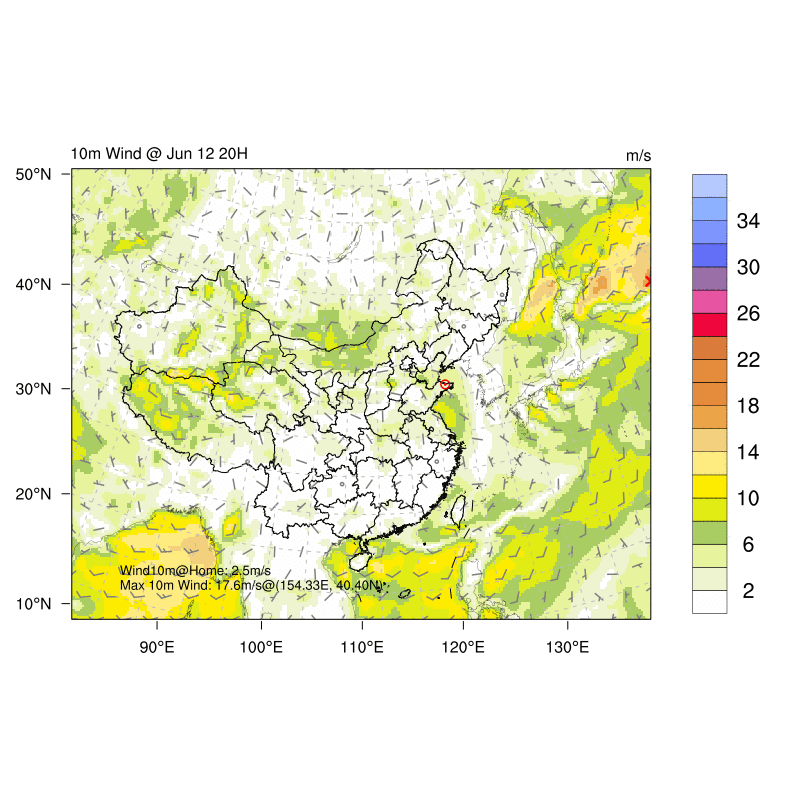 10m Wind @ Jun 12 20H
m/s
50°N
40°N
30°N
20°N
10°N
90°E
100°E
110°E
120°E
130°E
Wind10m@Home: 2.5m/s
Max 10m Wind: 17.6m/s@(154.33E, 40.40N)
34
30
26
22
18
14
10
6
2